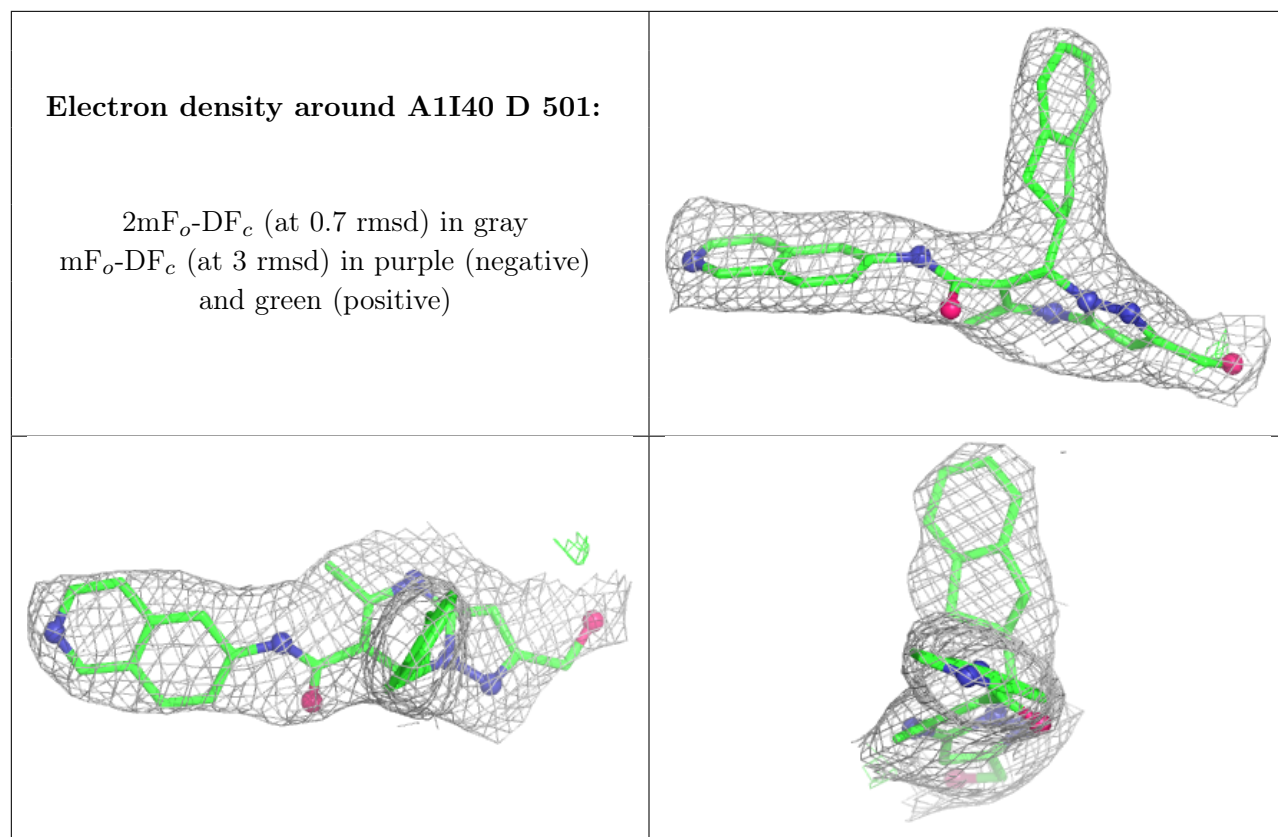 Electron density around A1I40 D 501:
2mFo-DFc (at 0.7 rmsd) in gray
mFo-DFc (at 3 rmsd) in purple (negative)
and green (positive)